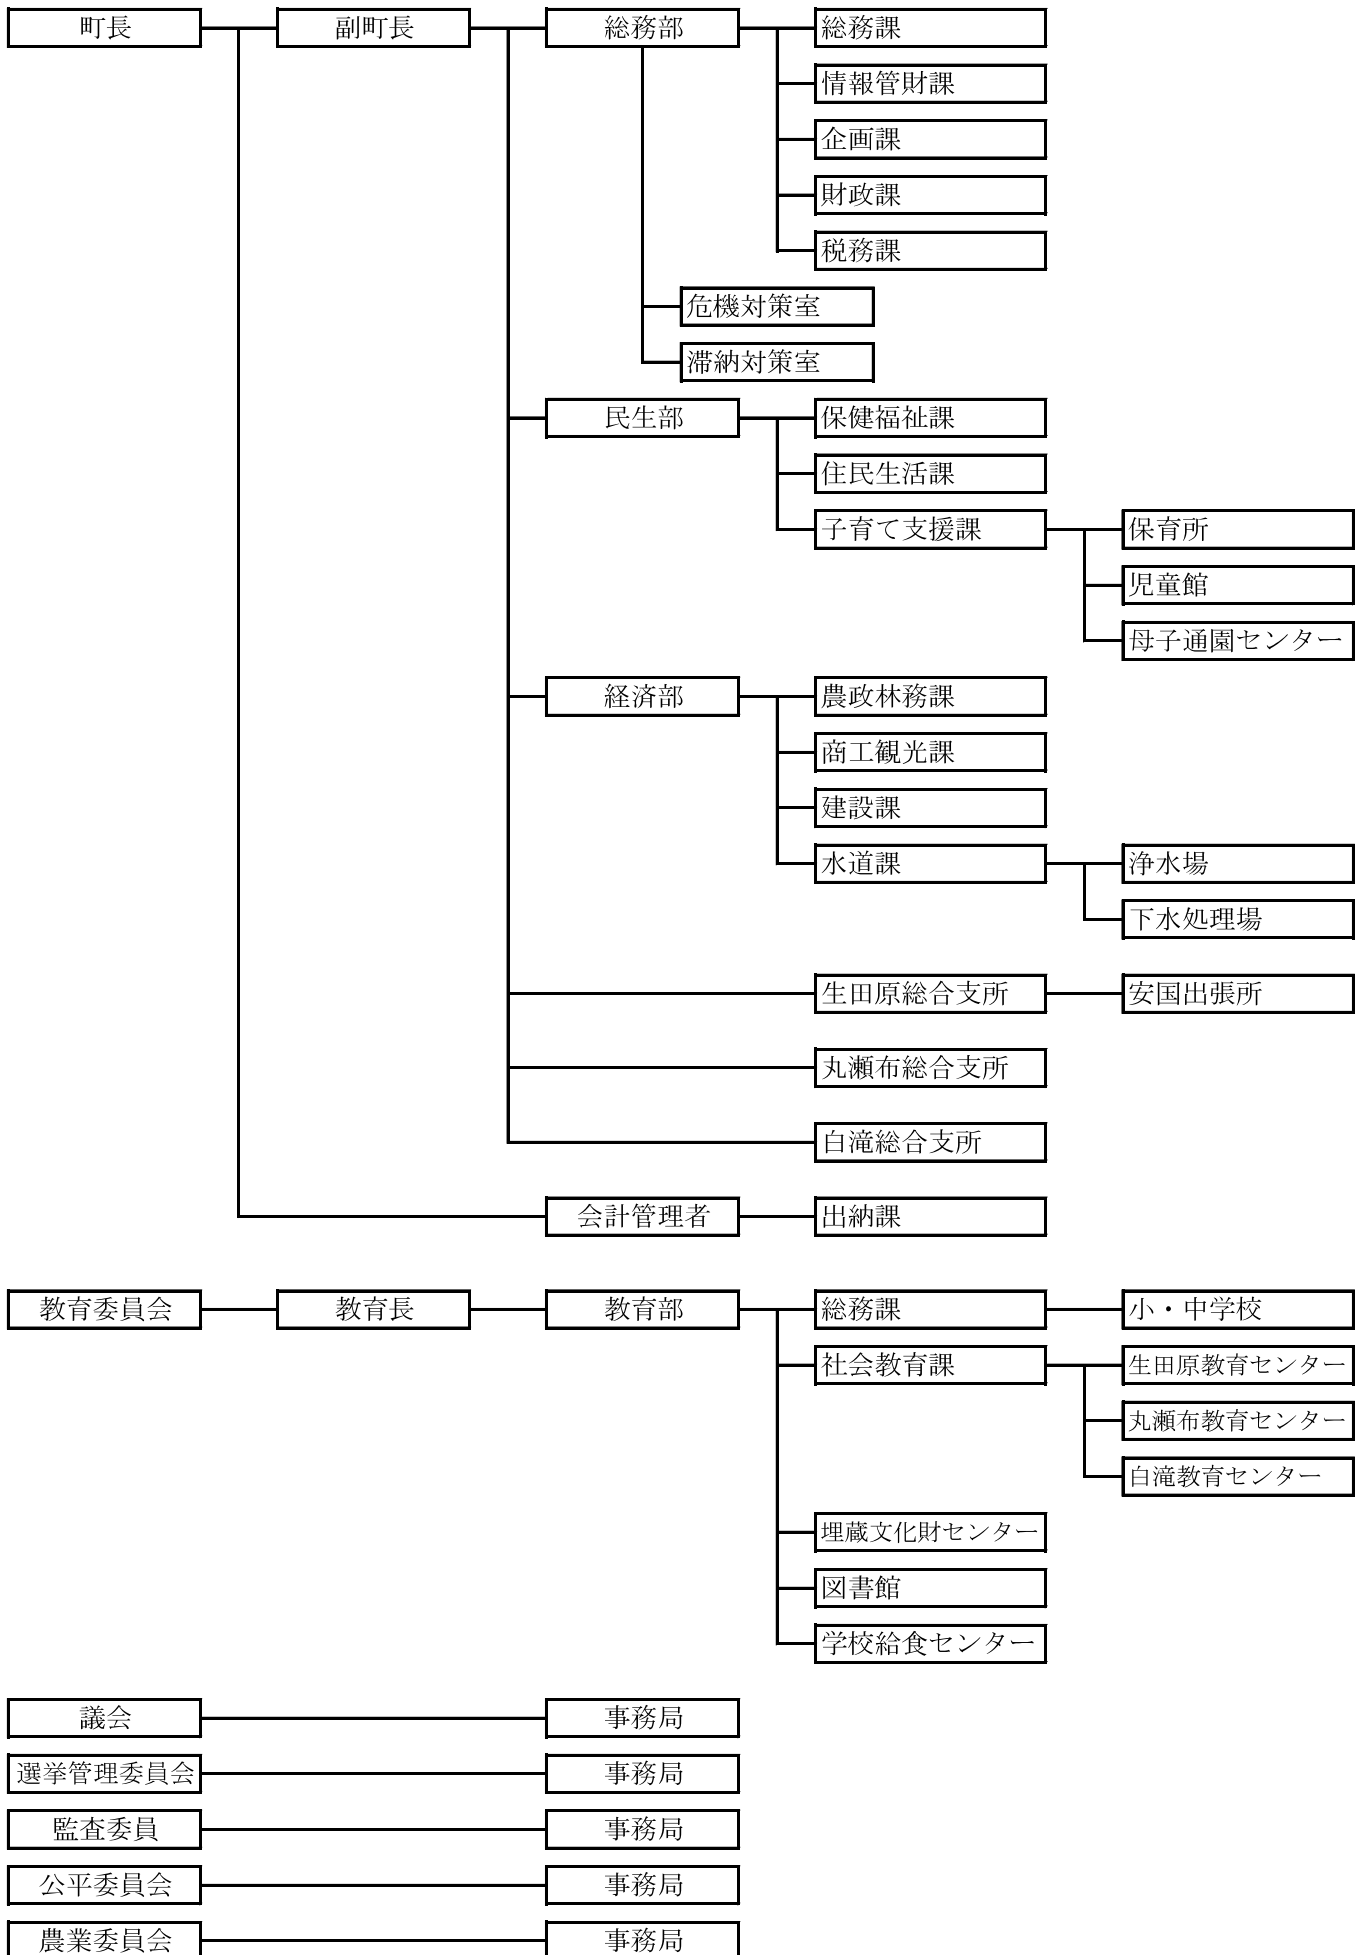 町長 副町長 総務部 総務課
情報管財課
企画課
財政課
税務課
危機対策室
滞納対策室
民生部 保健福祉課
住民生活課
子育て支援課 保育所
児童館
母子通園センター
経済部 農政林務課
商工観光課
建設課
水道課 浄水場
下水処理場
生田原総合支所 安国出張所
丸瀬布総合支所
白滝総合支所
会計管理者 出納課
教育委員会 教育長 教育部 総務課 小・中学校
社会教育課 生田原教育センター
丸瀬布教育センター
白滝教育センター
埋蔵文化財センター
図書館
学校給食センター
議会 事務局
選挙管理委員会 事務局
監査委員 事務局
公平委員会 事務局
農業委員会 事務局